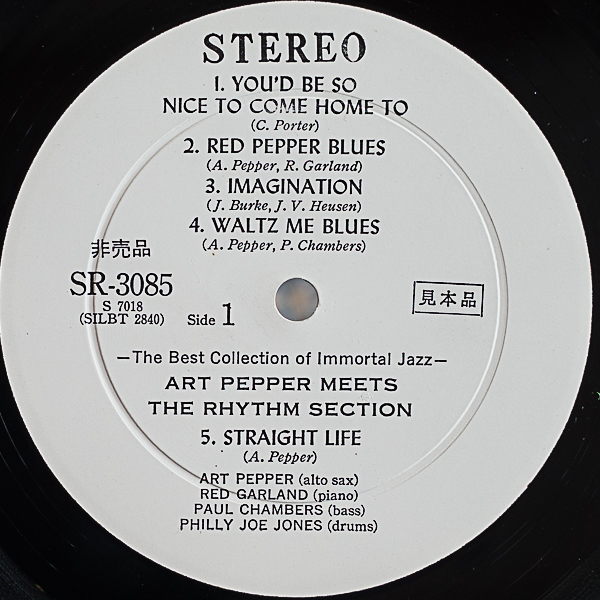 STEREO
1. YOU'D BE SO
NICE TO COME HOME TO
(C. Porter)
2. RED PEPPER BLUES
(A. Pepper, R. Garland)
3. IMAGINATION
(J. Burke, J. V. Heusen)
4. WALTZ ME BLUES
(A. Pepper, P. Chambers)
非売品
SR-3085
S 7018
(SILBT 2840)
Side 1
見本品
—The Best Collection of Immortal Jazz—
ART PEPPER MEETS
THE RHYTHM SECTION
5. STRAIGHT LIFE
(A. Pepper)
ART PEPPER (alto sax)
RED GARLAND (piano)
PAUL CHAMBERS (bass)
PHILLY JOE JONES (drums)